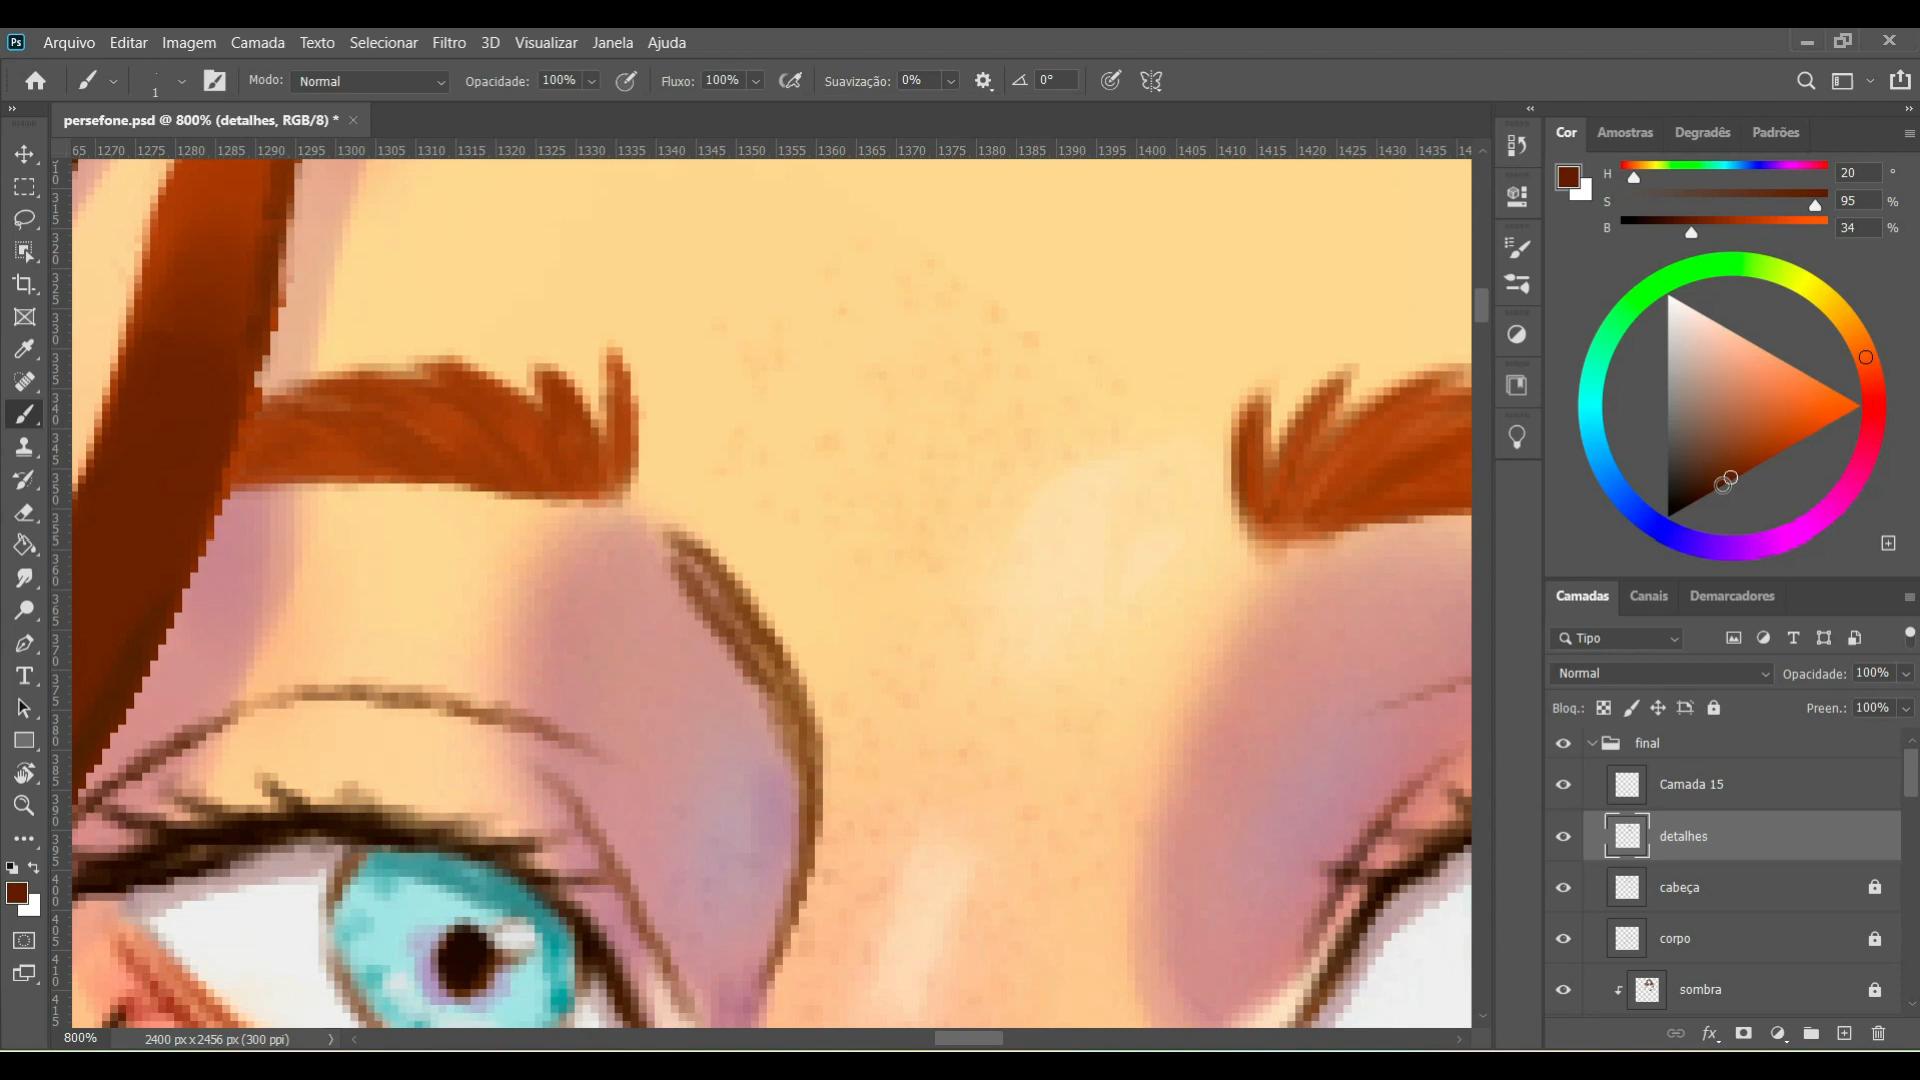 Ps Arquivo Editar Imagem Camada Texto Selecionar Filtro 3D Visualizar Janela Ajuda
1 Modo: Normal Opacidade: 100% Fluxo: 100% Suavização: 0% 0°
persefone.psd @ 800% (detalhes, RGB/8) *
65 1270 1275 1280 1285 1290 1295 1300 1305 1310 1315 1320 1325 1330 1335 1340 1345 1350 1355 1360 1365 1370 1375 1380 1385 1390 1395 1400 1405 1410 1415 1420 1425 1430 1435 14
Cor Amostras Degradês Padrões
H 20 °
S 95 %
B 34 %
Camadas Canais Demarcadores
Tipo
Normal Opacidade: 100%
Bloq.: Preen.: 100%
final
Camada 15
detalhes
cabeça
corpo
sombra
fx
800% 2400 px x 2456 px (300 ppi)